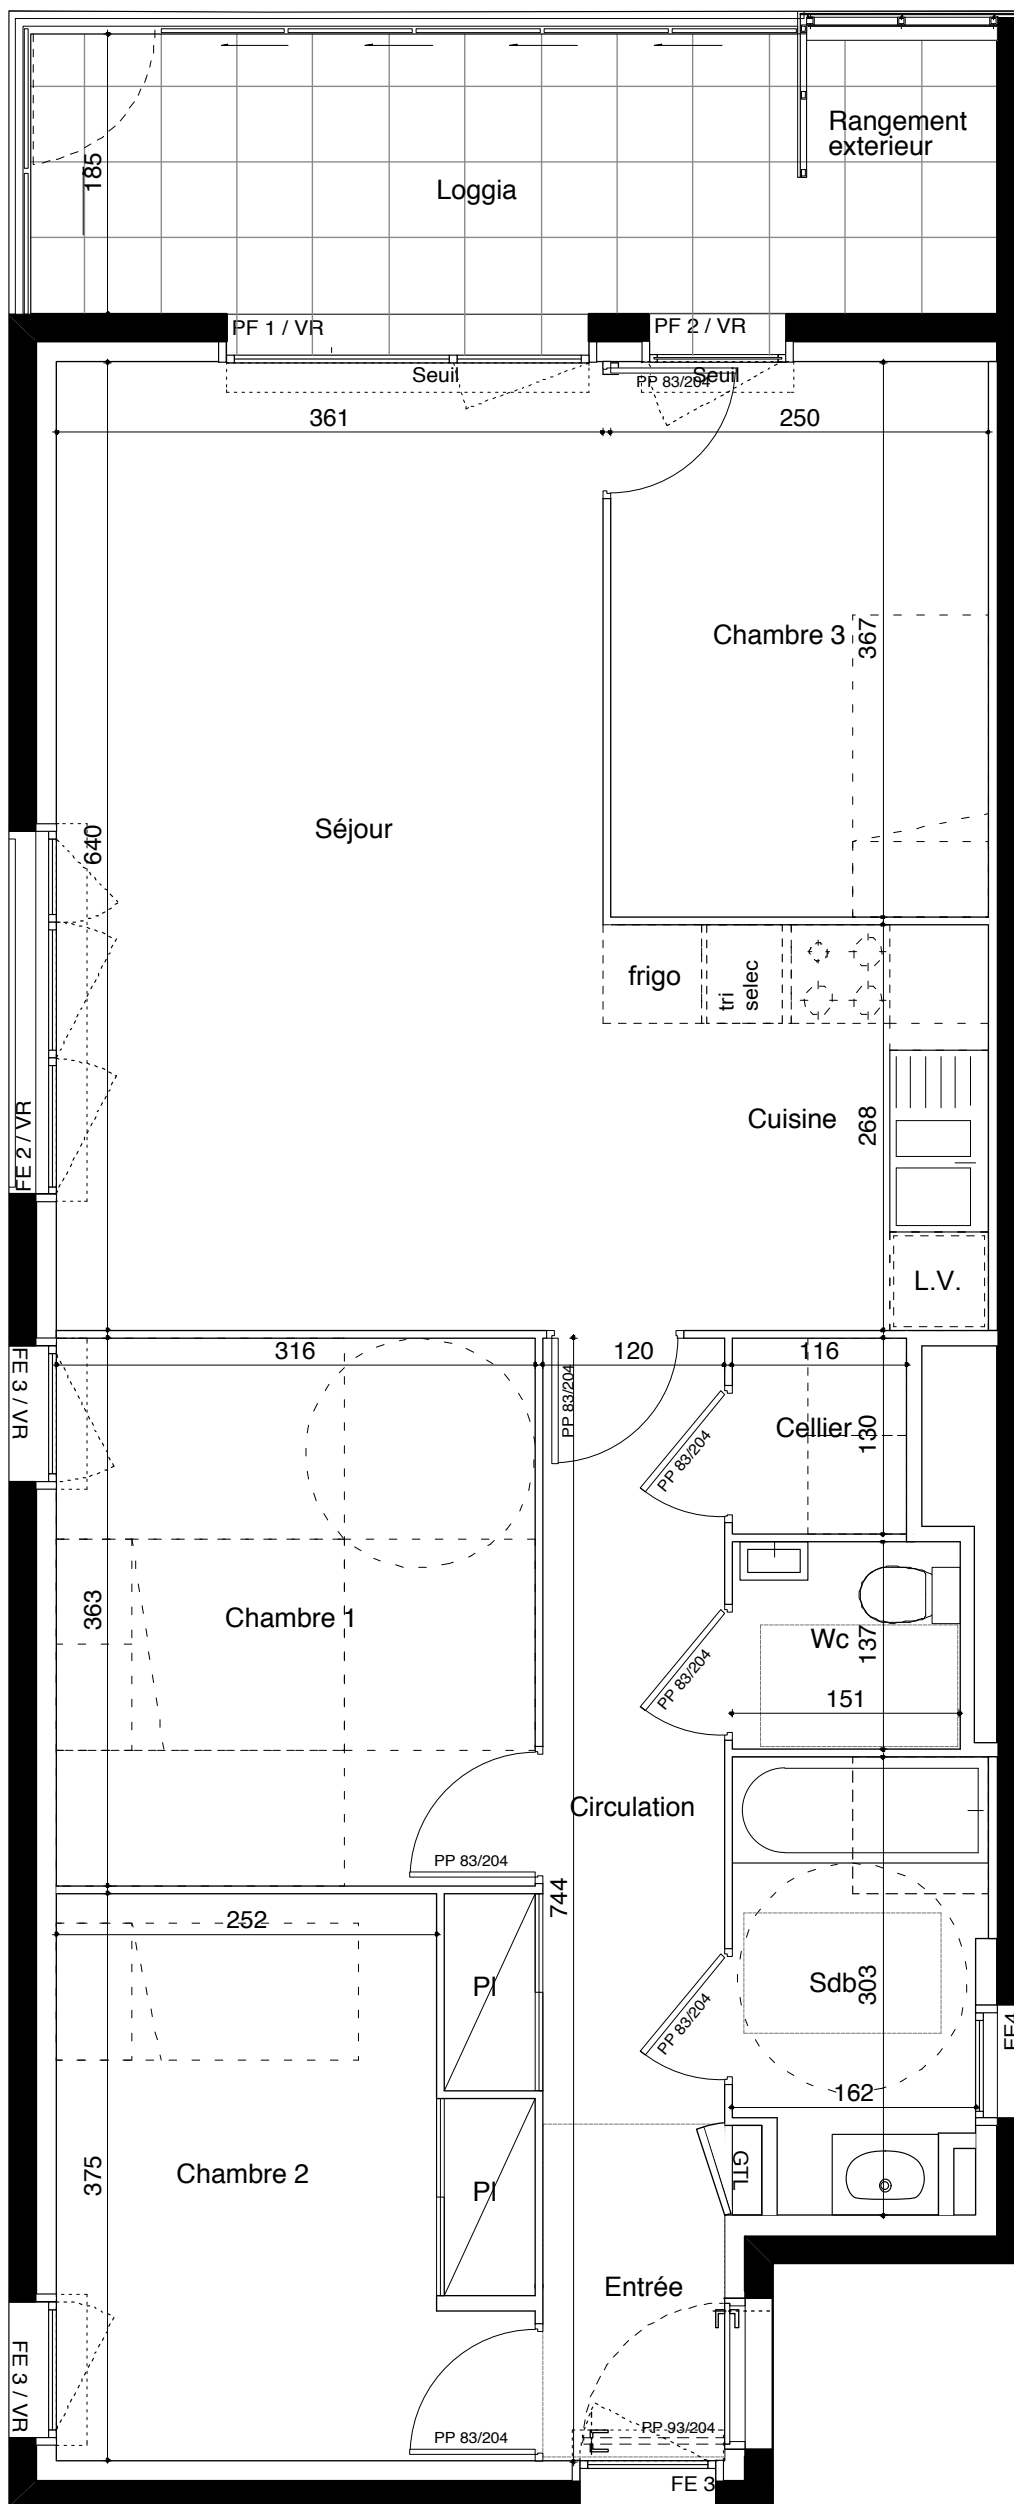 Rangement
exterieur
185
Loggia
PF 1 / VR
PF 2 / VR
Seuil
Seuil
PP 83/204
361
250
Chambre 3
367
640
Séjour
frigo
tri
selec
Cuisine
268
FE 2 / VR
L.V.
FE 3 / VR
316
120
116
PP 83/204
Cellier
130
PP 83/204
363
Chambre 1
Wc
137
PP 83/204
151
Circulation
PP 83/204
744
252
Pl
Sdb
303
PP 83/204
FE4
162
375
Chambre 2
Pl
GTL
Entrée
FE 3 / VR
PP 83/204
PP 93/204
FE 3